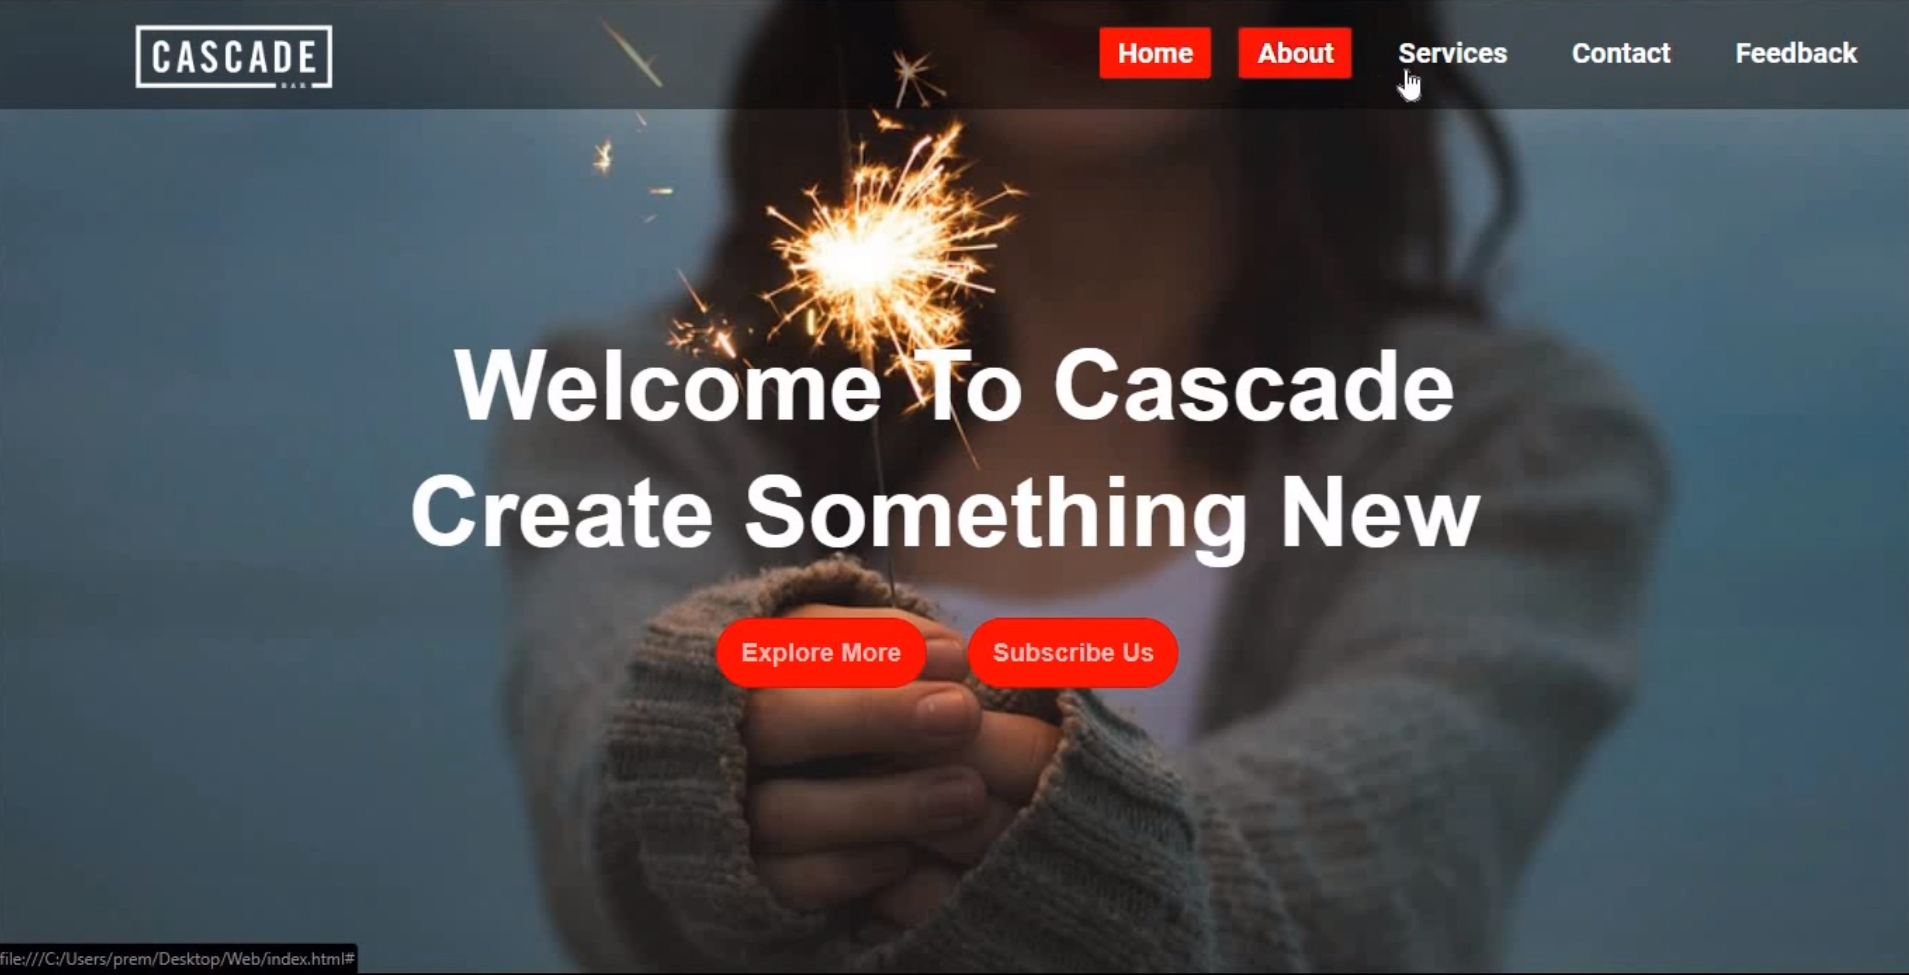 CASCADE
BAR
Home About Services Contact Feedback
Welcome To Cascade
Create Something New
Explore More Subscribe Us
file:///C:/Users/prem/Desktop/Web/index.html#